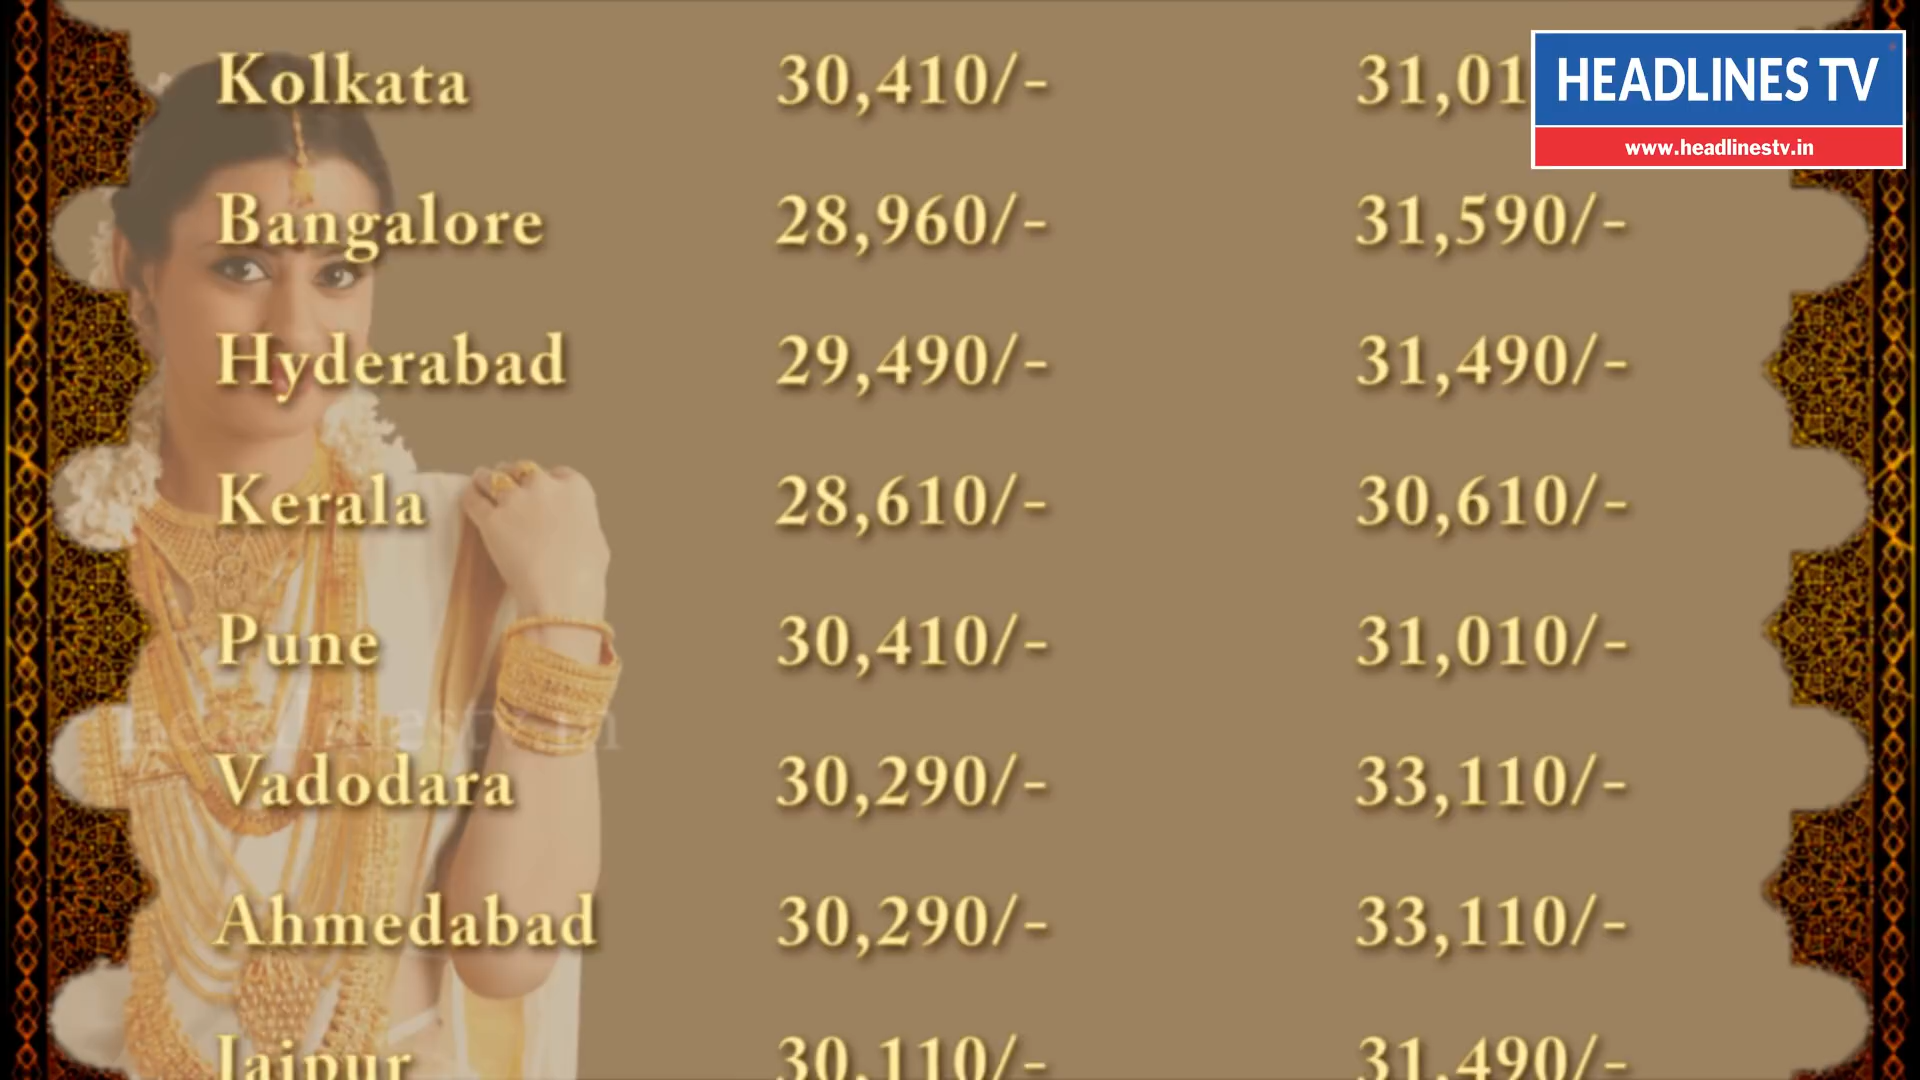 Kolkata 30,410/- 31,01
HEADLINES TV
www.headlinestv.in
Bangalore 28,960/- 31,590/-
Hyderabad 29,490/- 31,490/-
Kerala 28,610/- 30,610/-
Pune 30,410/- 31,010/-
headlinestv.in
Vadodara 30,290/- 33,110/-
Ahmedabad 30,290/- 33,110/-
Jaipur 30,110/- 31,490/-